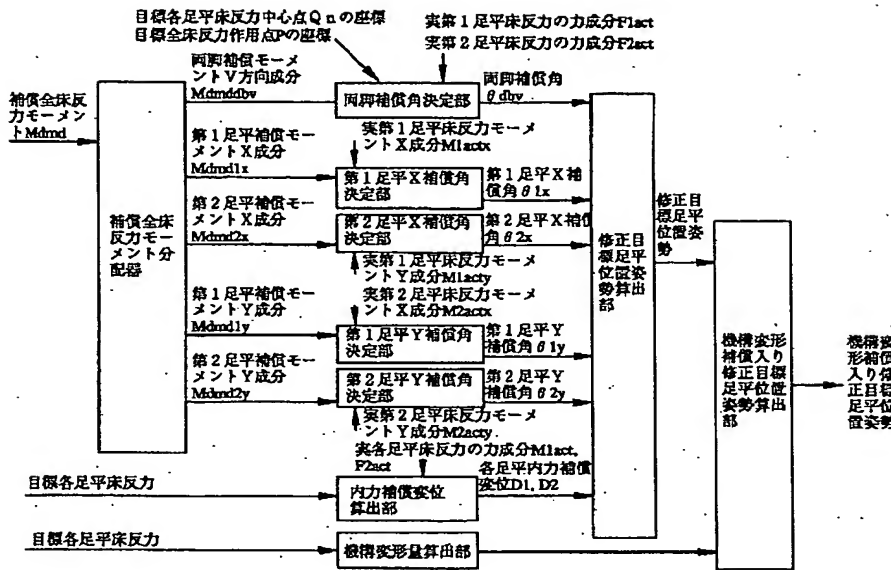 目標各足平床反力中心点Qnの座標
目標全床反力作用点Pの座標
実第1足平床反力の力成分F1act
実第2足平床反力の力成分F2act
補償全床反
力モーメン
トMdmd
補償全床
反力モー
メント分
配器
両脚補償モーメ
ントV方向成分
Mdmddbv
両脚補償角決定部
両脚補償角
θdbv
実第1足平床反力モーメ
ントX成分M1actx
第1足平補償モー
メントX成分
Mdmd1x
第1足平X補償角
決定部
第1足平X補
償角θ1x
第2足平補償モー
メントX成分
Mdmd2x
第2足平X補償角
決定部
第2足平X補償
角θ2x
実第1足平床反力モーメ
ントY成分M1acty
実第2足平床反力モーメ
ントX成分M2actx
第1足平補償モー
メントY成分
Mdmd1y
第1足平Y補償角
決定部
第1足平Y
補償角θ1y
第2足平補償モー
メントY成分
Mdmd2y
第2足平Y補償角
決定部
第2足平Y
補償角θ2y
実第2足平床反力モーメ
ントY成分M2acty
実各足平床反力の力成分M1act,
F2act
目標各足平床反力
内力補償変位
算出部
各足平内力補償
変位D1, D2
目標各足平床反力
機構変形量算出部
修正目
標足平
位置姿
勢算出
部
修正目
標足平
位置姿
勢
機構変形
補償入り
修正目標
足平位置
姿勢算出
部
機構変
形補償
入り修
正目標
足平位
置姿勢